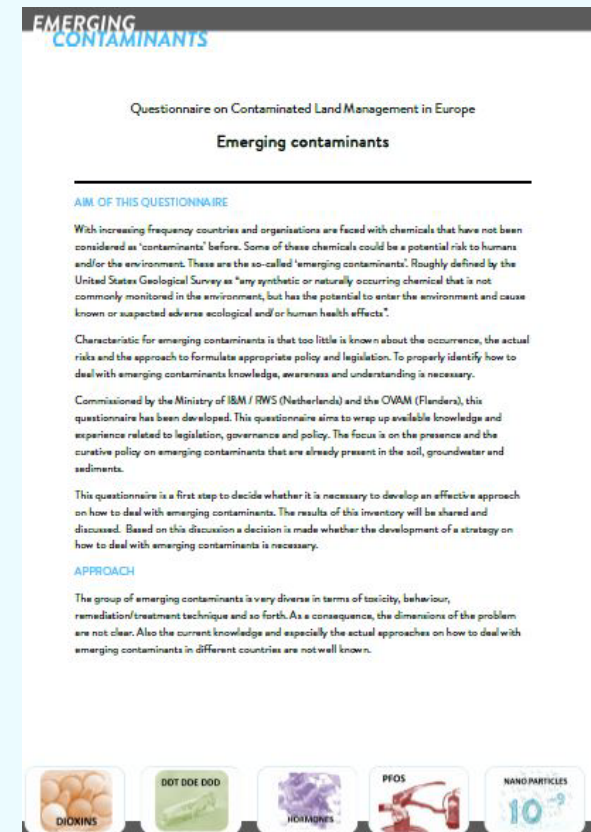 EMERGING
CONTAMINANTS
Questionnaire on Contaminated Land Management in Europe
Emerging contaminants
AIM OF THIS QUESTIONNAIRE
With increasing frequency countries and organisations are faced with chemicals that have not been
considered as 'contaminants' before. Some of these chemicals could be a potential risk to humans
and/or the environment. These are the so-called 'emerging contaminants'. Roughly defined by the
United States Geological Survey as "any synthetic or naturally occurring chemical that is not
commonly monitored in the environment, but has the potential to enter the environment and cause
known or suspected adverse ecological and/or human health effects".
Characteristic for emerging contaminants is that too little is known about the occurrence, the actual
risks and the approach to formulate appropriate policy and legislation. To properly identify how to
deal with emerging contaminants knowledge, awareness and understanding is necessary.
Commissioned by the Ministry of I&M / RWS (Netherlands) and the OVAM (Flanders), this
questionnaire has been developed. This questionnaire aims to wrap up available knowledge and
experience related to legislation, governance and policy. The focus is on the presence and the
curative policy on emerging contaminants that are already present in the soil, groundwater and
sediments.
This questionnaire is a first step to decide whether it is necessary to develop an effective approach
on how to deal with emerging contaminants. The results of this inventory will be shared and
discussed. Based on this discussion a decision is made whether the development of a strategy on
how to deal with emerging contaminants is necessary.
APPROACH
The group of emerging contaminants is very diverse in terms of toxicity, behaviour,
remediation/treatment technique and so forth. As a consequence, the dimensions of the problem
are not clear. Also the current knowledge and especially the actual approaches on how to deal with
emerging contaminants in different countries are not well known.
DIOXINS
DDT DDE DDD
HORMONES
PFOS
NANO PARTICLES
10⁻⁹